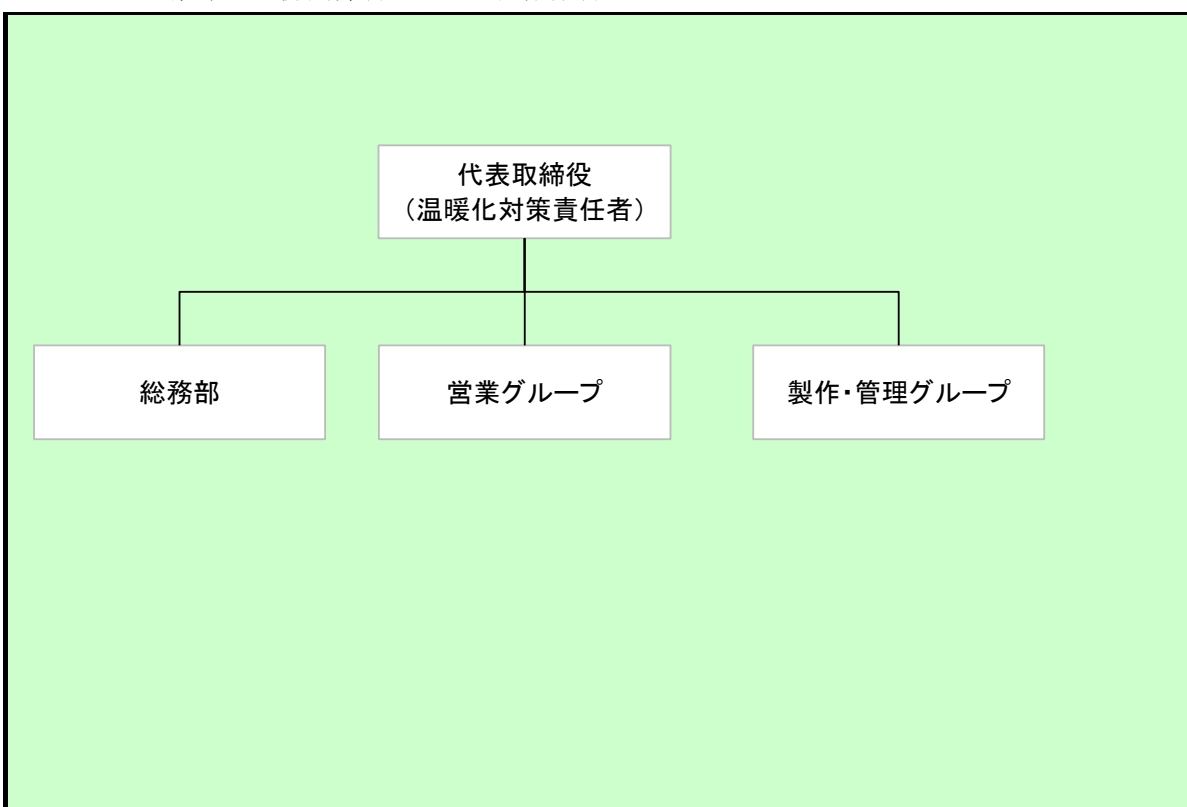 代表取締役
（温暖化対策責任者）
総務部
営業グループ
製作・管理グループ